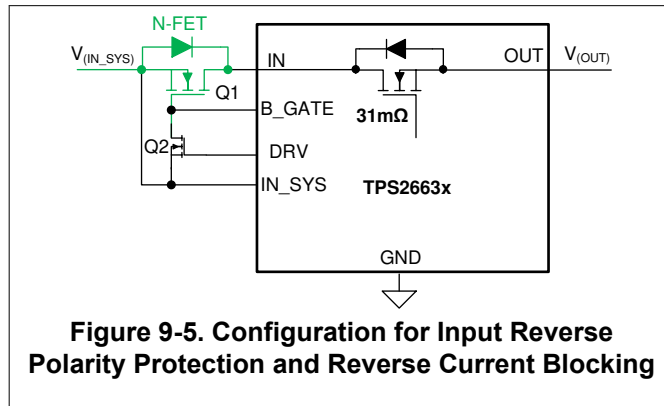 N-FET
V(IN_SYS)
IN
OUT
V(OUT)
Q1
B_GATE
31mΩ
Q2
DRV
IN_SYS
TPS2663x
GND
Figure 9-5. Configuration for Input Reverse
Polarity Protection and Reverse Current Blocking